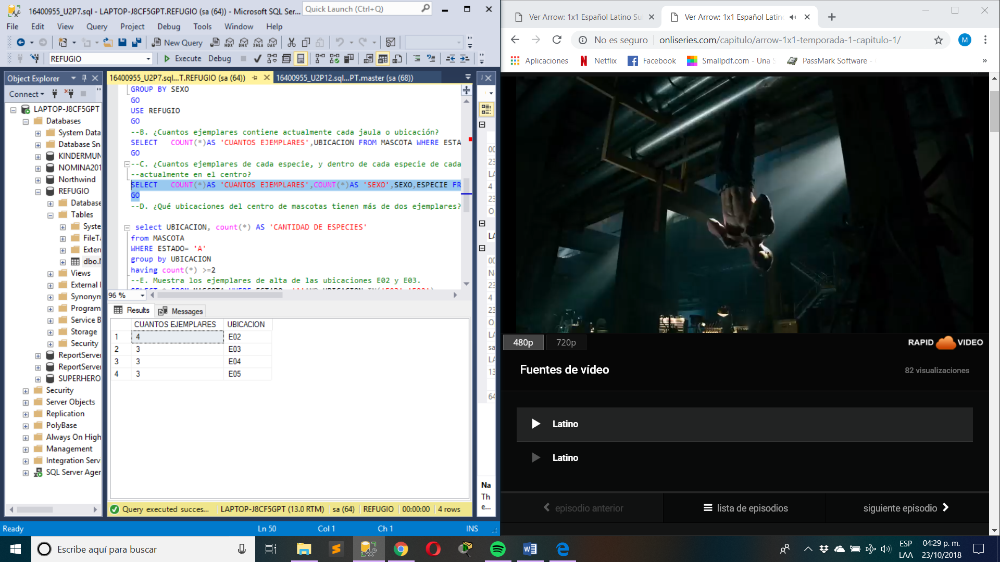 16400955_U2P7.sql - LAPTOP-J8CF5GPT.REFUGIO (sa (64)) - Microsoft SQL Ser...
Quick Launch (Ctrl+Q)
File Edit View Query Project Debug Tools Window Help
New Query
REFUGIO
Execute Debug
Object Explorer
Connect
LAPTOP-J8CF5GPT
Databases
System Data
Database Sn
KINDERMUN
NOMINA201
Northwind
REFUGIO
Database
Tables
Syste
FileTa
Extern
dbo.M
Views
External
Synonym
Program
Service B
Storage
Security
ReportServer
ReportServer
SUPERHERO
Security
Server Objects
Replication
PolyBase
Always On High
Management
Integration Serv
SQL Server Agen
16400955_U2P7.sql...T.REFUGIO (sa (64))
16400955_U2P12.sql...PT.master (sa (68))
GROUP BY SEXO
GO
USE REFUGIO
GO
--B. ¿Cuantos ejemplares contiene actualmente cada jaula o ubicación?
SELECT COUNT(*)AS 'CUANTOS EJEMPLARES',UBICACION FROM MASCOTA WHERE ESTA
GO
--C. ¿Cuantos ejemplares de cada especie, y dentro de cada especie de cada
--actualmente en el centro?
SELECT COUNT(*)AS 'CUANTOS EJEMPLARES',COUNT(*)AS 'SEXO',SEXO,ESPECIE FR
GO
--D. ¿Qué ubicaciones del centro de mascotas tienen más de dos ejemplares?
select UBICACION, count(*) AS 'CANTIDAD DE ESPECIES'
from MASCOTA
WHERE ESTADO= 'A'
group by UBICACION
having count(*) >=2
--E. Muestra los ejemplares de alta de las ubicaciones E02 y E03.
96 %
Results Messages
CUANTOS EJEMPLARES UBICACION
1 4 E02
2 3 E03
3 3 E04
4 3 E05
Query executed succes... LAPTOP-J8CF5GPT (13.0 RTM) sa (64) REFUGIO 00:00:00 4 rows
00
23
LA
4
23
O
LA
00
N
23
4
23
O
LA
sa
LA
13
64
Na
Th
e...
Ready Ln 50 Col 1 Ch 1 INS
Ver Arrow: 1x1 Español Latino Su
Ver Arrow: 1x1 Español Latin
No es seguro onliseries.com/capitulo/arrow-1x1-temporada-1-capitulo-1/
M
Aplicaciones Netflix Facebook Smallpdf.com - Una S PassMark Software -
480p 720p
RAPID VIDEO
Fuentes de vídeo
82 visualizaciones
Latino
Latino
episodio anterior lista de episodios siguiente episodio
Escribe aquí para buscar
ESP
LAA
04:29 p. m.
23/10/2018